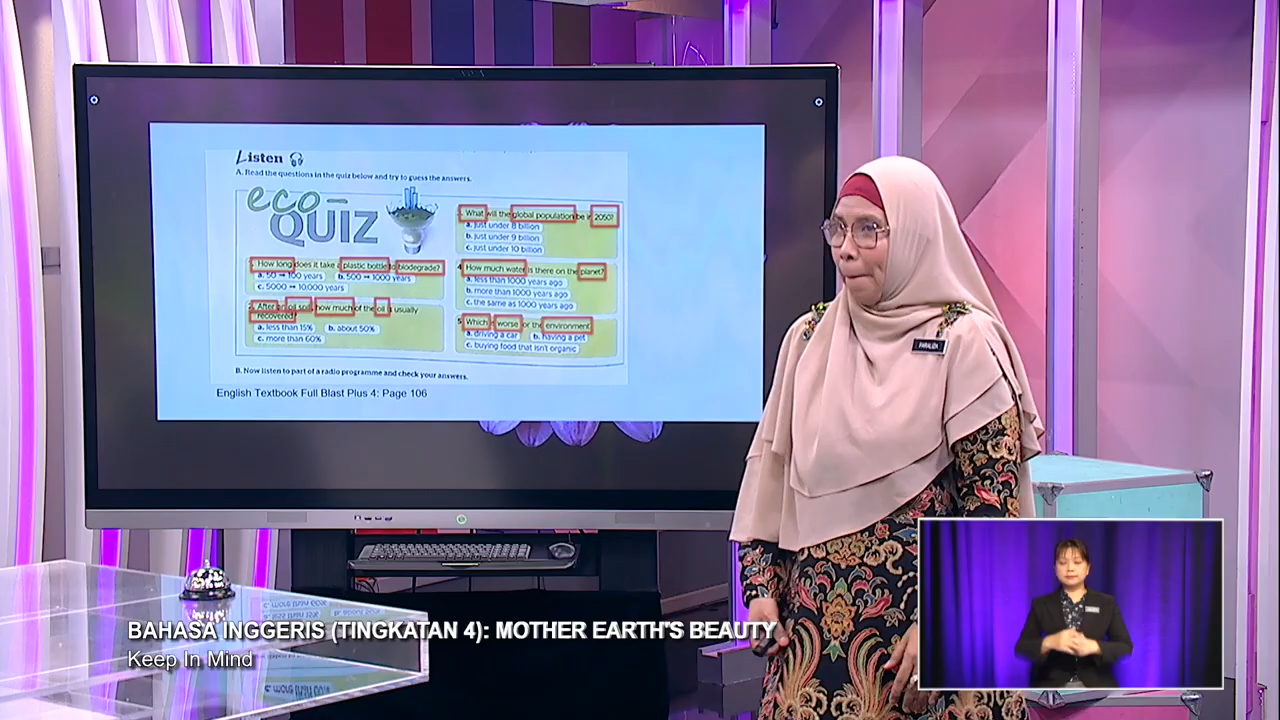 Listen
A. Read the questions in the quiz below and try to guess the answers.
eco-
QUIZ
How long does it take a plastic bottle to biodegrade?
a. 50 – 100 years b. 500 – 1000 years
c. 5000 – 10,000 years
After an oil spill, how much of the oil is usually
recovered?
a. less than 15% b. about 50%
c. more than 60%
What will the global population be in 2050?
a. just under 8 billion
b. just under 9 billion
c. just under 10 billion
4. How much water is there on the planet?
a. less than 1000 years ago
b. more than 1000 years ago
c. the same as 1000 years ago
5. Which is worse for the environment
a. driving a car b. having a pet
c. buying food that isn't organic
B. Now listen to part of a radio programme and check your answers.
English Textbook Full Blast Plus 4: Page 106
FARALIZA
BAHASA INGGERIS (TINGKATAN 4): MOTHER EARTH'S BEAUTY
Keep In Mind